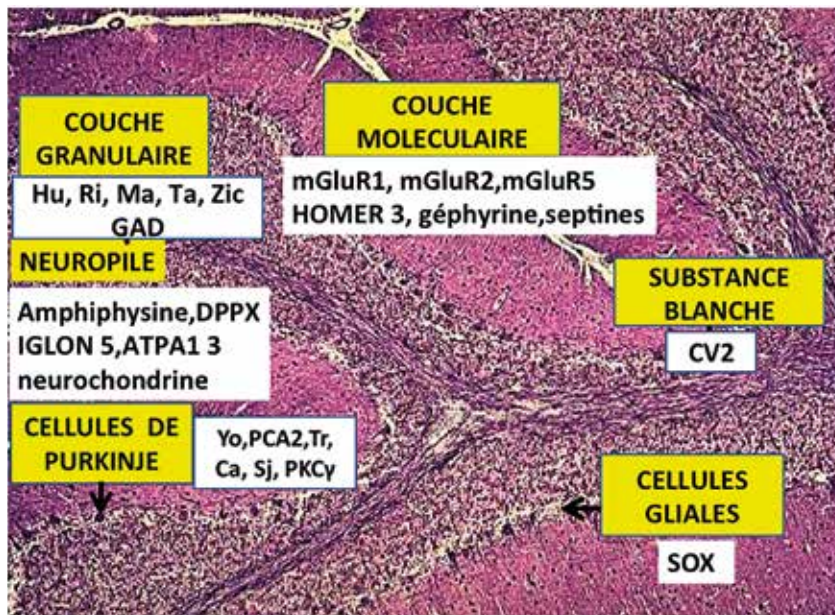 COUCHE
GRANULAIRE
Hu, Ri, Ma, Ta, Zic
GAD
NEUROPILE
Amphiphysine,DPPX
IGLON 5,ATPA1 3
neurochondrine
CELLULES DE
PURKINJE
Yo,PCA2,Tr,
Ca, Sj, PKCγ
COUCHE
MOLECULAIRE
mGluR1, mGluR2,mGluR5
HOMER 3, géphyrine,septines
SUBSTANCE
BLANCHE
CV2
CELLULES
GLIALES
SOX